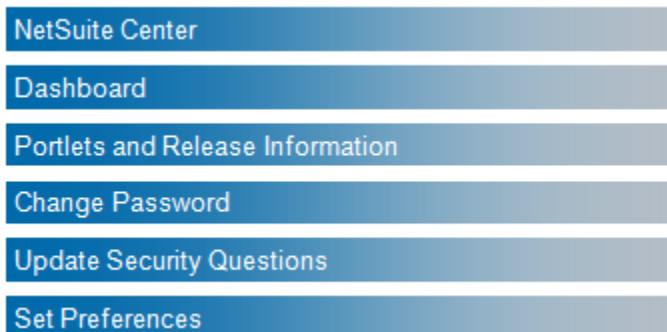 NetSuite Center
Dashboard
Portlets and Release Information
Change Password
Update Security Questions
Set Preferences